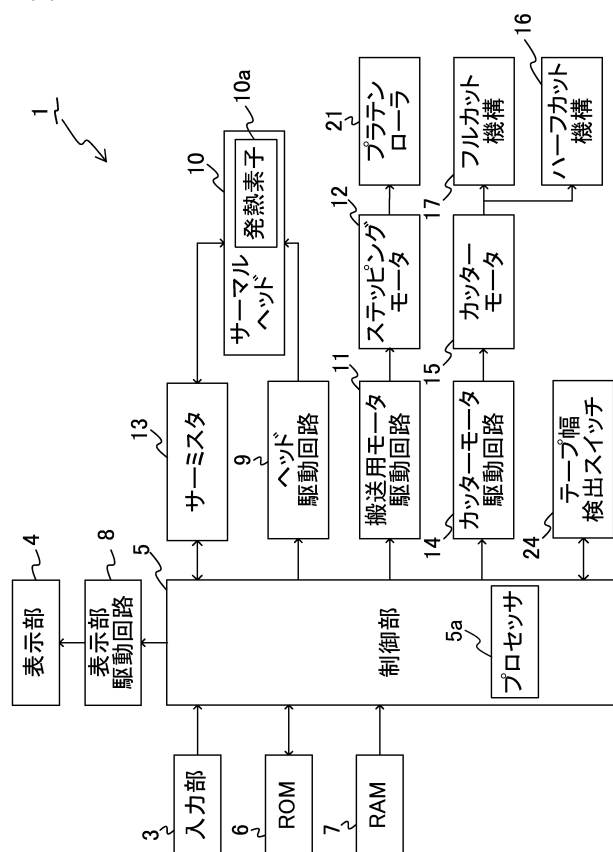 1
4
表示部
8
表示部
駆動回路
5
制御部
5a
プロセッサ
3
入力部
6
ROM
7
RAM
13
サーミスタ
9
ヘッド
駆動回路
10
サーマル
ヘッド
10a
発熱素子
11
搬送用モータ
駆動回路
12
ステッピング
モータ
21
プラテン
ローラ
14
カッターモータ
駆動回路
15
カッター
モータ
17
フルカット
機構
16
ハーフカット
機構
24
テープ幅
検出スイッチ